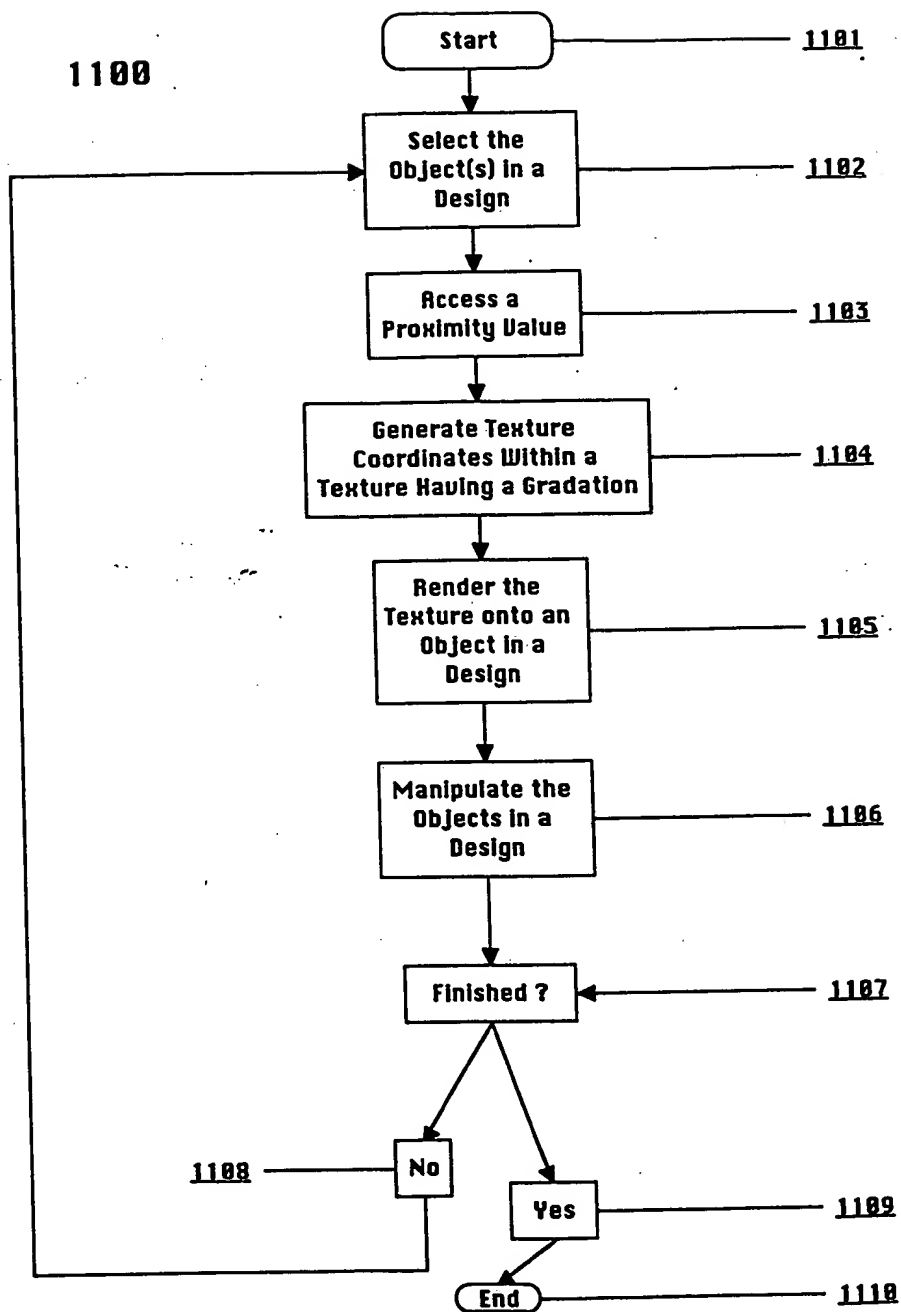 1100
Start
1101
Select the
Object(s) in a
Design
1102
Access a
Proximity Value
1103
Generate Texture
Coordinates Within a
Texture Having a Gradation
1104
Render the
Texture onto an
Object in a
Design
1105
Manipulate the
Objects in a
Design
1106
Finished ?
1107
1108
No
Yes
1109
End
1110